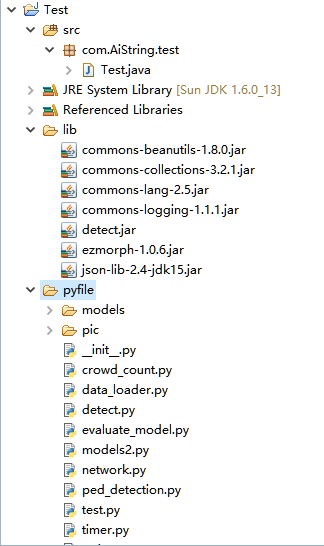 Test
src
com.AiString.test
Test.java
JRE System Library [Sun JDK 1.6.0_13]
Referenced Libraries
lib
commons-beanutils-1.8.0.jar
commons-collections-3.2.1.jar
commons-lang-2.5.jar
commons-logging-1.1.1.jar
detect.jar
ezmorph-1.0.6.jar
json-lib-2.4-jdk15.jar
pyfile
models
pic
__init__.py
crowd_count.py
data_loader.py
detect.py
evaluate_model.py
models2.py
network.py
ped_detection.py
test.py
timer.py